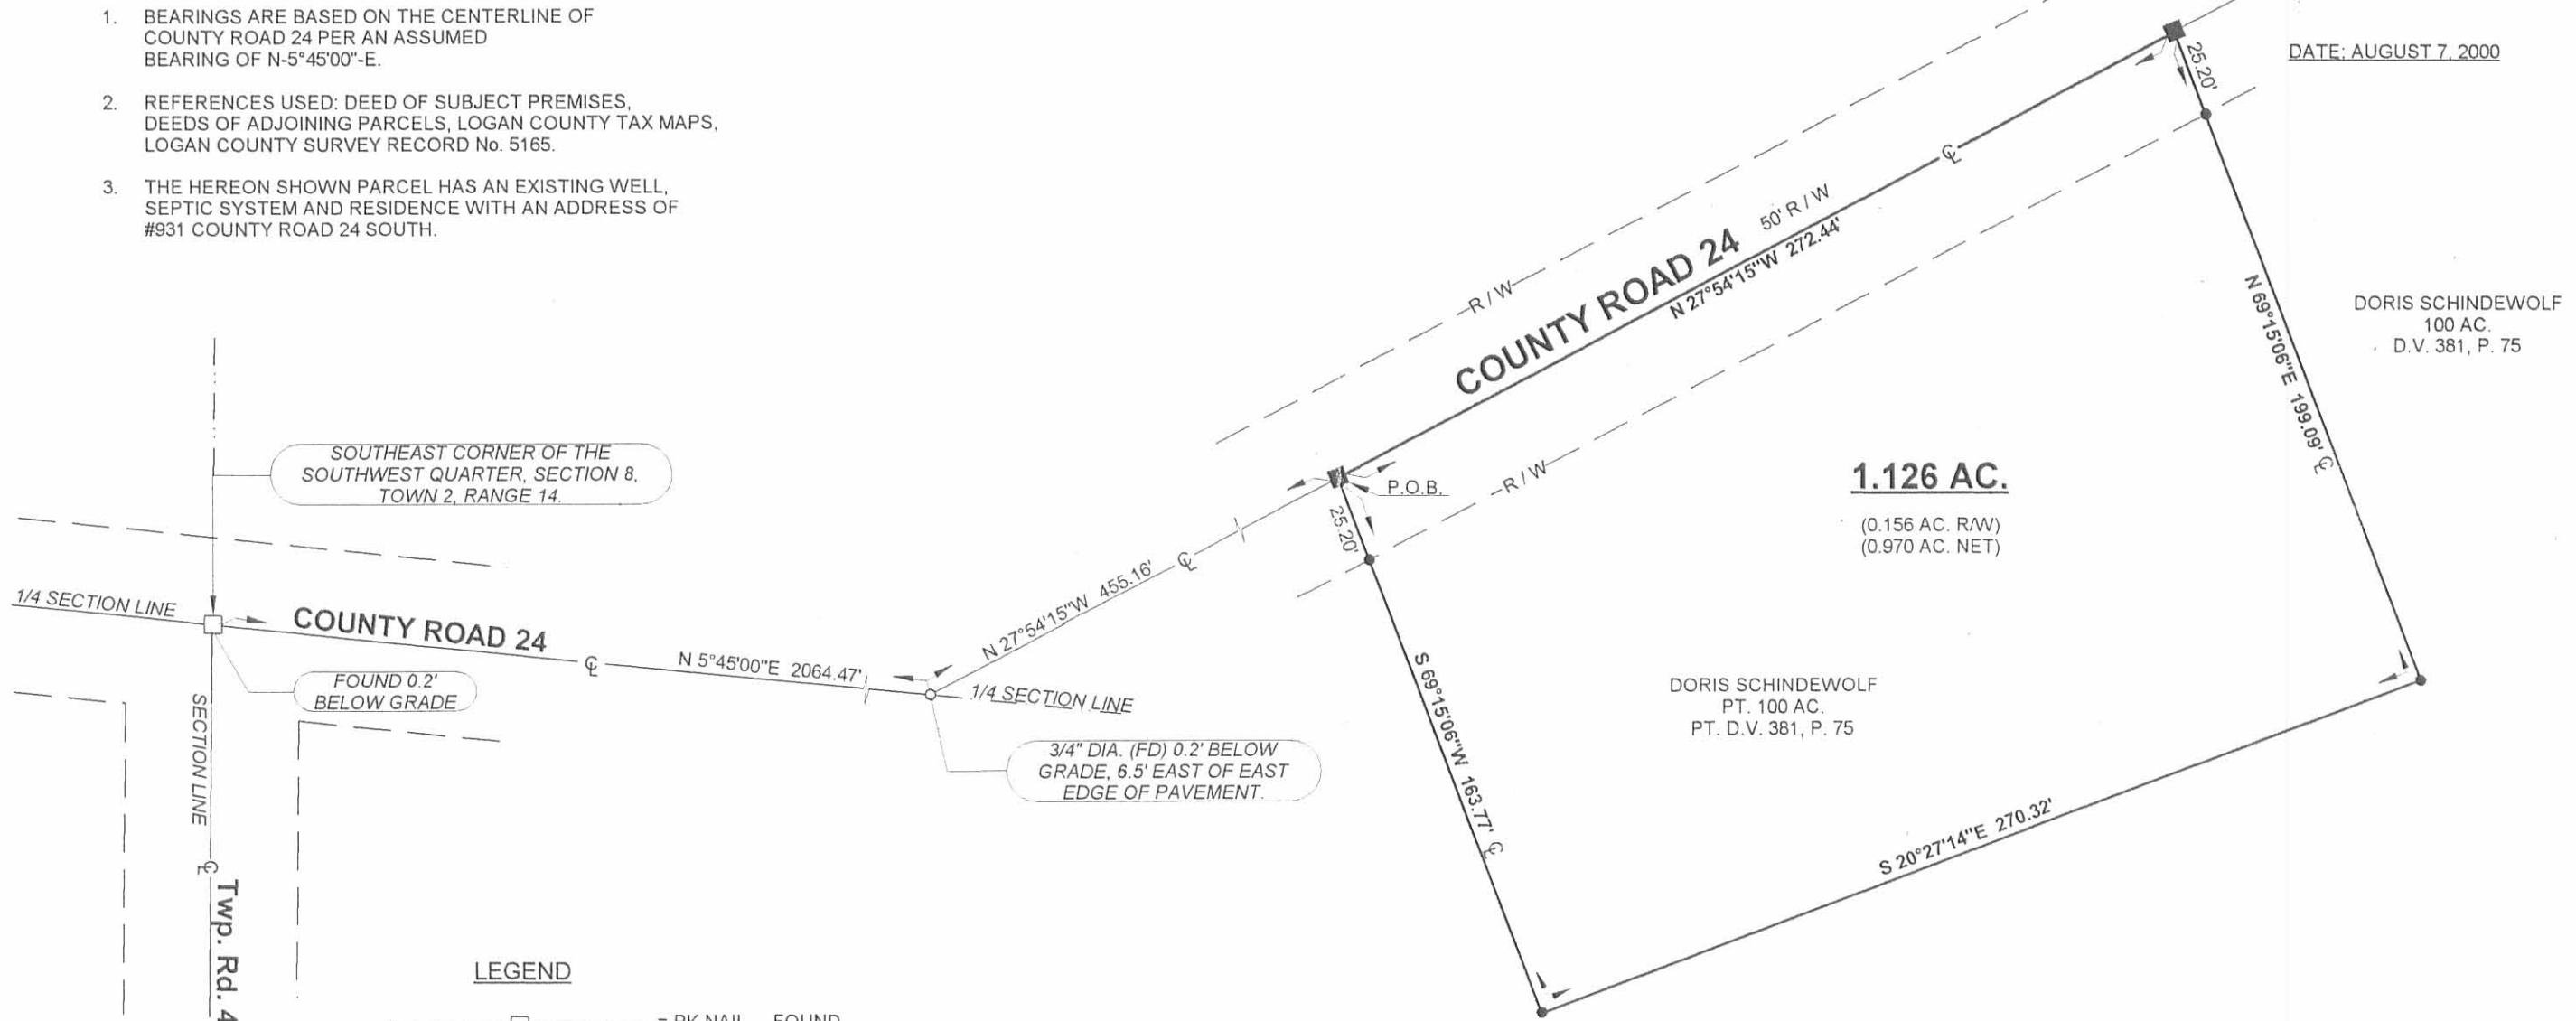 1. BEARINGS ARE BASED ON THE CENTERLINE OF
COUNTY ROAD 24 PER AN ASSUMED
BEARING OF N-5°45'00"-E.
2. REFERENCES USED: DEED OF SUBJECT PREMISES,
DEEDS OF ADJOINING PARCELS, LOGAN COUNTY TAX MAPS,
LOGAN COUNTY SURVEY RECORD No. 5165.
3. THE HEREON SHOWN PARCEL HAS AN EXISTING WELL,
SEPTIC SYSTEM AND RESIDENCE WITH AN ADDRESS OF
#931 COUNTY ROAD 24 SOUTH.
DATE: AUGUST 7, 2000
25.20'
R / W
COUNTY ROAD 24
50' R / W
N 27°54'15"W 272.44'
℄
N 69°15'06"E 199.09' ℄
DORIS SCHINDEWOLF
100 AC.
D.V. 381, P. 75
SOUTHEAST CORNER OF THE
SOUTHWEST QUARTER, SECTION 8,
TOWN 2, RANGE 14.
P.O.B.
R / W
25.20'
1.126 AC.
(0.156 AC. R/W)
(0.970 AC. NET)
1/4 SECTION LINE
COUNTY ROAD 24
℄
N 5°45'00"E 2064.47'
N 27°54'15"W 455.16' ℄
1/4 SECTION LINE
FOUND 0.2'
BELOW GRADE
SECTION LINE
℄
Twp. Rd. 4
3/4" DIA. (FD) 0.2' BELOW
GRADE, 6.5' EAST OF EAST
EDGE OF PAVEMENT.
S 69°15'06"W 163.77' ℄
DORIS SCHINDEWOLF
PT. 100 AC.
PT. D.V. 381, P. 75
S 20°27'14"E 270.32'
LEGEND
= PK NAIL FOUND